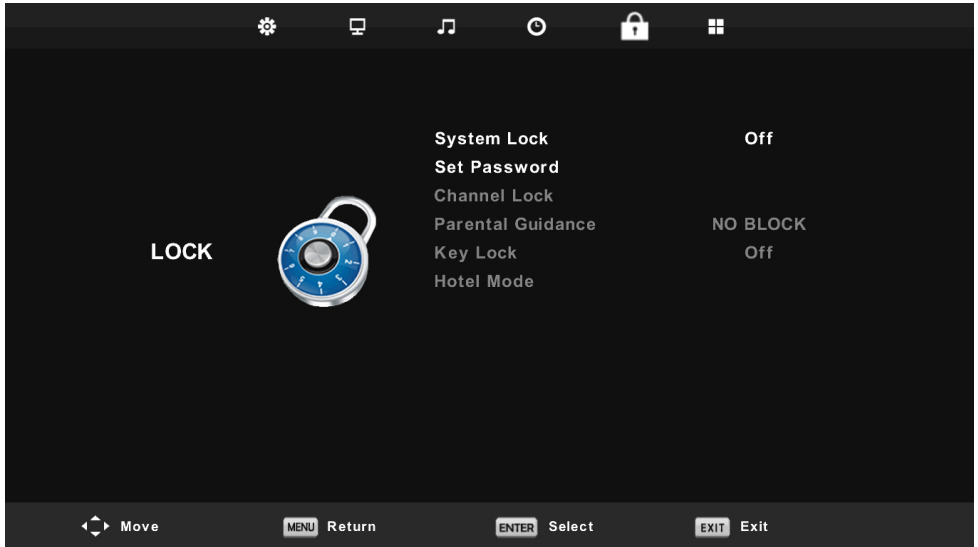 System Lock Off
Set Password
Channel Lock
Parental Guidance NO BLOCK
LOCK
Key Lock Off
Hotel Mode
Move MENU Return ENTER Select EXIT Exit